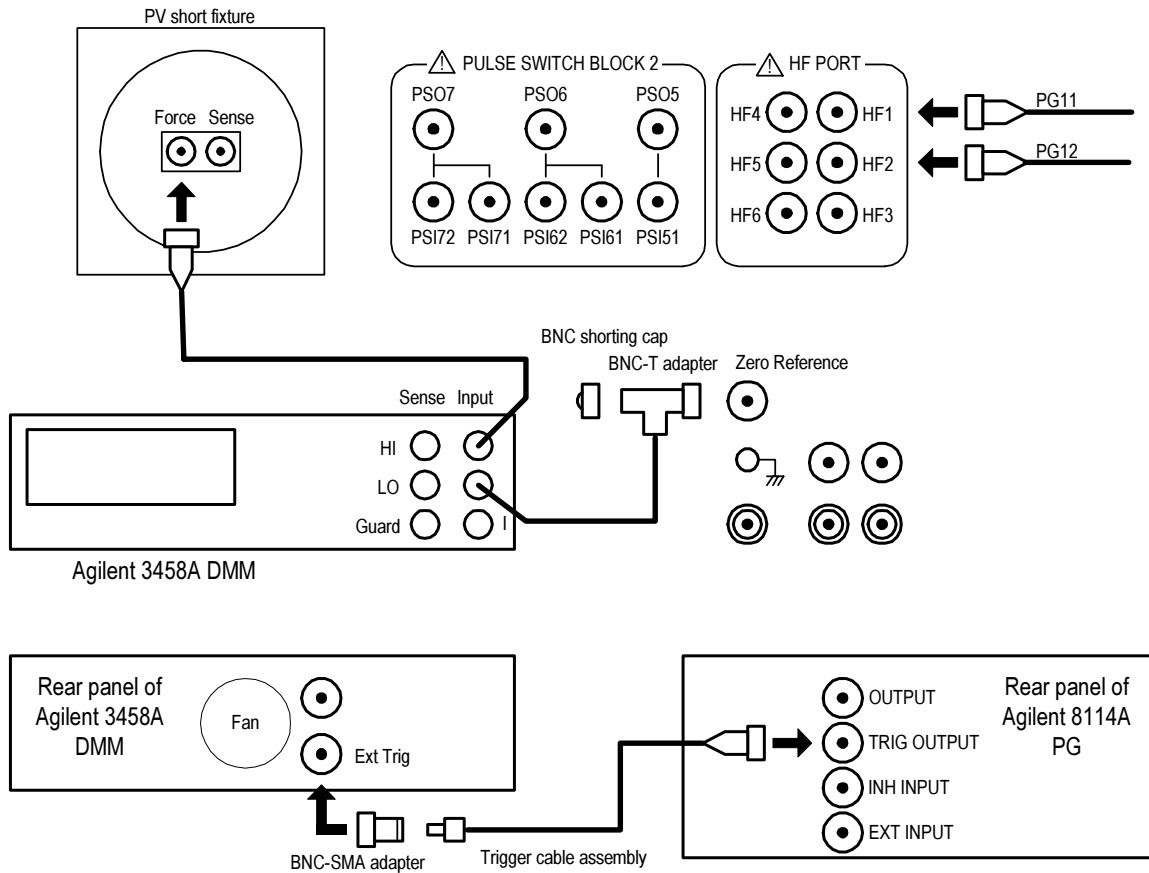 PV short fixture
Force Sense
PULSE SWITCH BLOCK 2
PSO7 PSO6 PSO5
PSI72 PSI71 PSI62 PSI61 PSI51
HF PORT
HF4 HF1
HF5 HF2
HF6 HF3
PG11
PG12
BNC shorting cap
BNC-T adapter
Zero Reference
Sense Input
HI
LO
Guard I
Agilent 3458A DMM
Rear panel of
Agilent 3458A
DMM
Fan
Ext Trig
BNC-SMA adapter
Trigger cable assembly
OUTPUT
TRIG OUTPUT
INH INPUT
EXT INPUT
Rear panel of
Agilent 8114A
PG